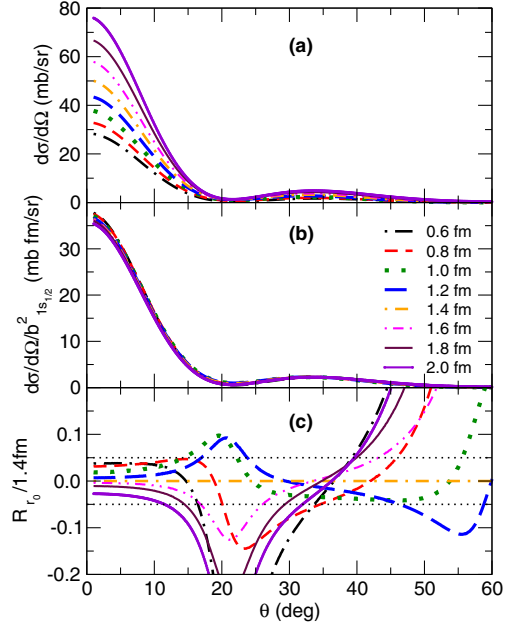 80
60
40
20
0
dσ/dΩ (mb/sr)
(a)
30
20
10
0
dσ/dΩ/b²1s1/2 (mb fm/sr)
(b)
0.6 fm
0.8 fm
1.0 fm
1.2 fm
1.4 fm
1.6 fm
1.8 fm
2.0 fm
(c)
0.1
0.0
-0.1
-0.2
R r0/1.4fm
0 10 20 30 40 50 60
θ (deg)